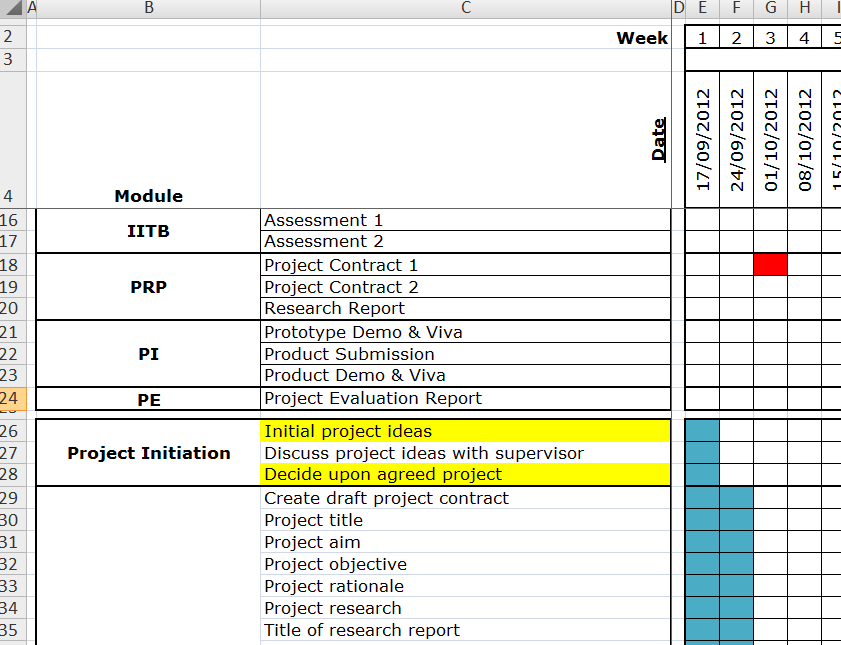 A B C D E F G H I
2 Week 1 2 3 4 5
3
4 Module Date 17/09/2012 24/09/2012 01/10/2012 08/10/2012 15/10/2012
16 IITB Assessment 1
17 Assessment 2
18 PRP Project Contract 1
19 Project Contract 2
20 Research Report
21 PI Prototype Demo & Viva
22 Product Submission
23 Product Demo & Viva
24 PE Project Evaluation Report
26 Project Initiation Initial project ideas
27 Discuss project ideas with supervisor
28 Decide upon agreed project
29 Create draft project contract
30 Project title
31 Project aim
32 Project objective
33 Project rationale
34 Project research
35 Title of research report